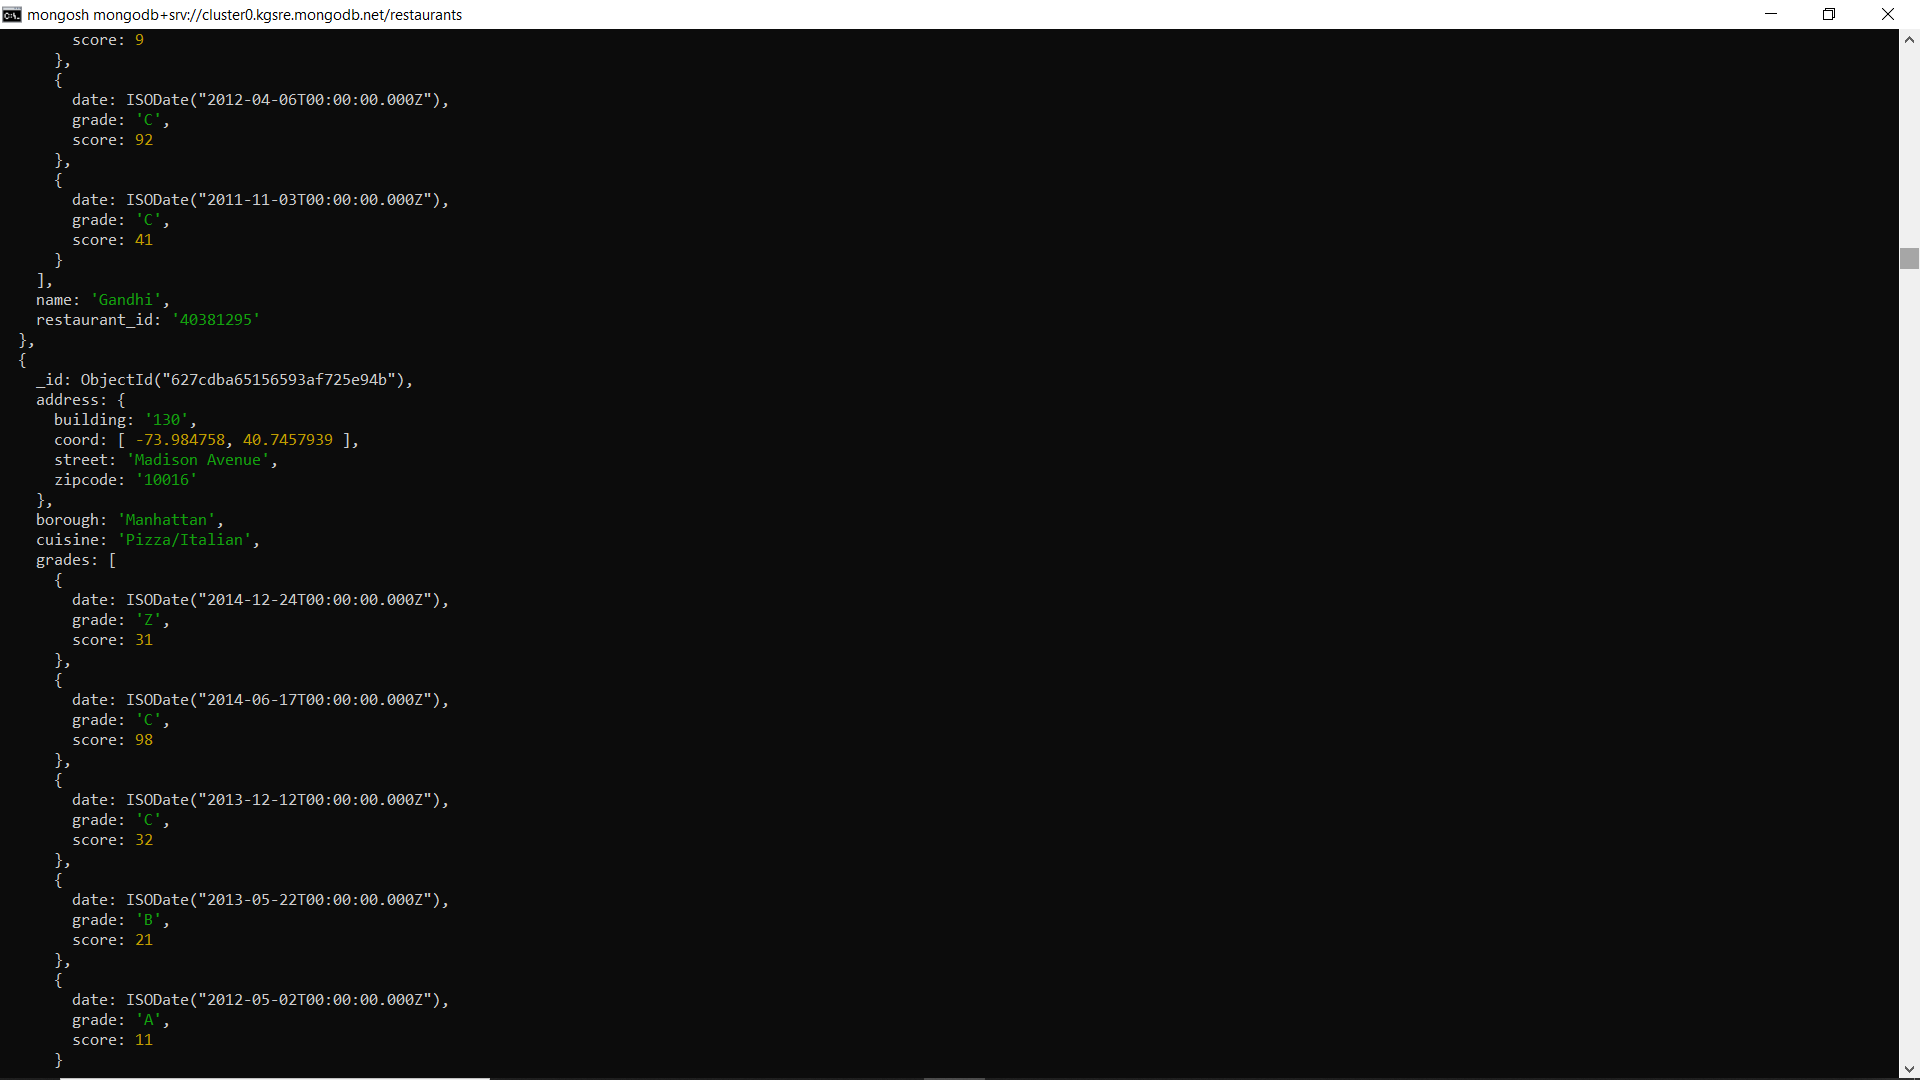 mongosh mongodb+srv://cluster0.kgsre.mongodb.net/restaurants
        score: 9
      },
      {
        date: ISODate("2012-04-06T00:00:00.000Z"),
        grade: 'C',
        score: 92
      },
      {
        date: ISODate("2011-11-03T00:00:00.000Z"),
        grade: 'C',
        score: 41
      }
    ],
    name: 'Gandhi',
    restaurant_id: '40381295'
  },
  {
    _id: ObjectId("627cdba65156593af725e94b"),
    address: {
      building: '130',
      coord: [ -73.984758, 40.7457939 ],
      street: 'Madison Avenue',
      zipcode: '10016'
    },
    borough: 'Manhattan',
    cuisine: 'Pizza/Italian',
    grades: [
      {
        date: ISODate("2014-12-24T00:00:00.000Z"),
        grade: 'Z',
        score: 31
      },
      {
        date: ISODate("2014-06-17T00:00:00.000Z"),
        grade: 'C',
        score: 98
      },
      {
        date: ISODate("2013-12-12T00:00:00.000Z"),
        grade: 'C',
        score: 32
      },
      {
        date: ISODate("2013-05-22T00:00:00.000Z"),
        grade: 'B',
        score: 21
      },
      {
        date: ISODate("2012-05-02T00:00:00.000Z"),
        grade: 'A',
        score: 11
      }